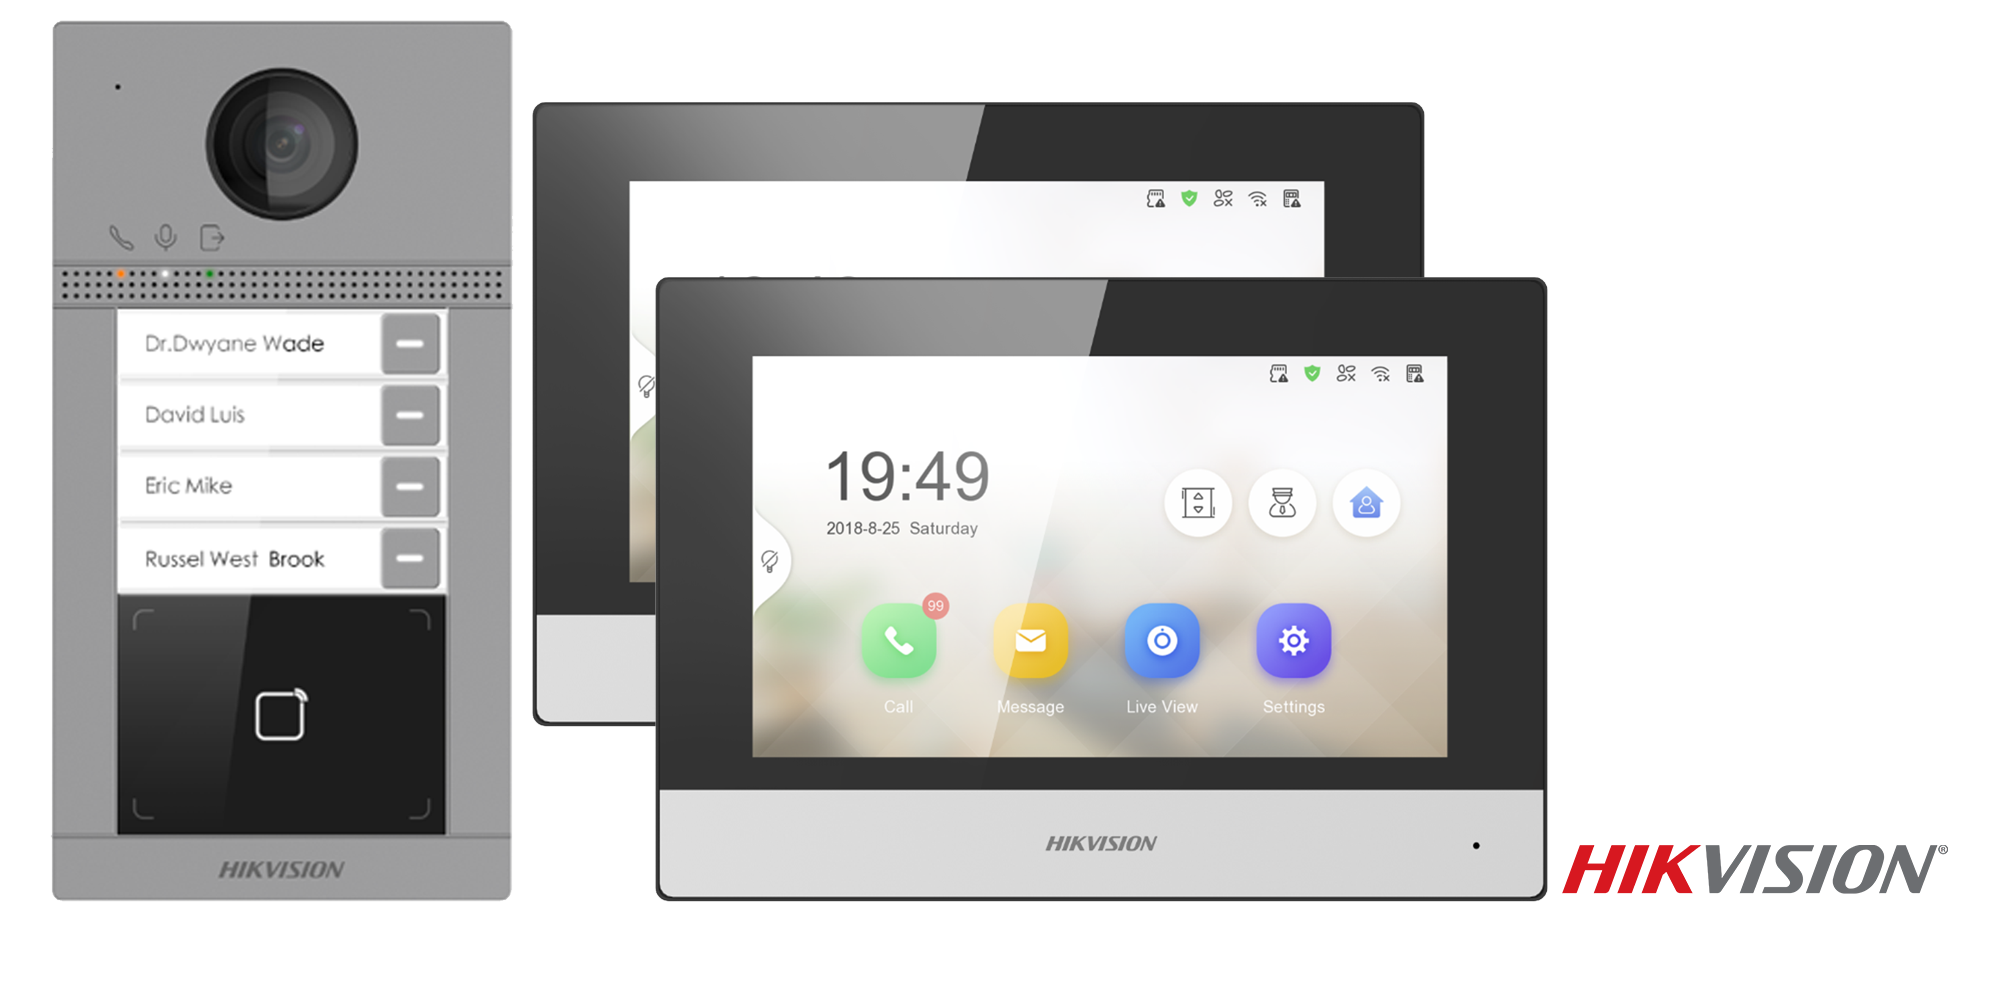 Dr.Dwyane Wade
David Luis
Eric Mike
Russel West Brook
HIKVISION
19:49
2018-8-25 Saturday
99
Call
Message
Live View
Settings
HIKVISION
HIKVISION®